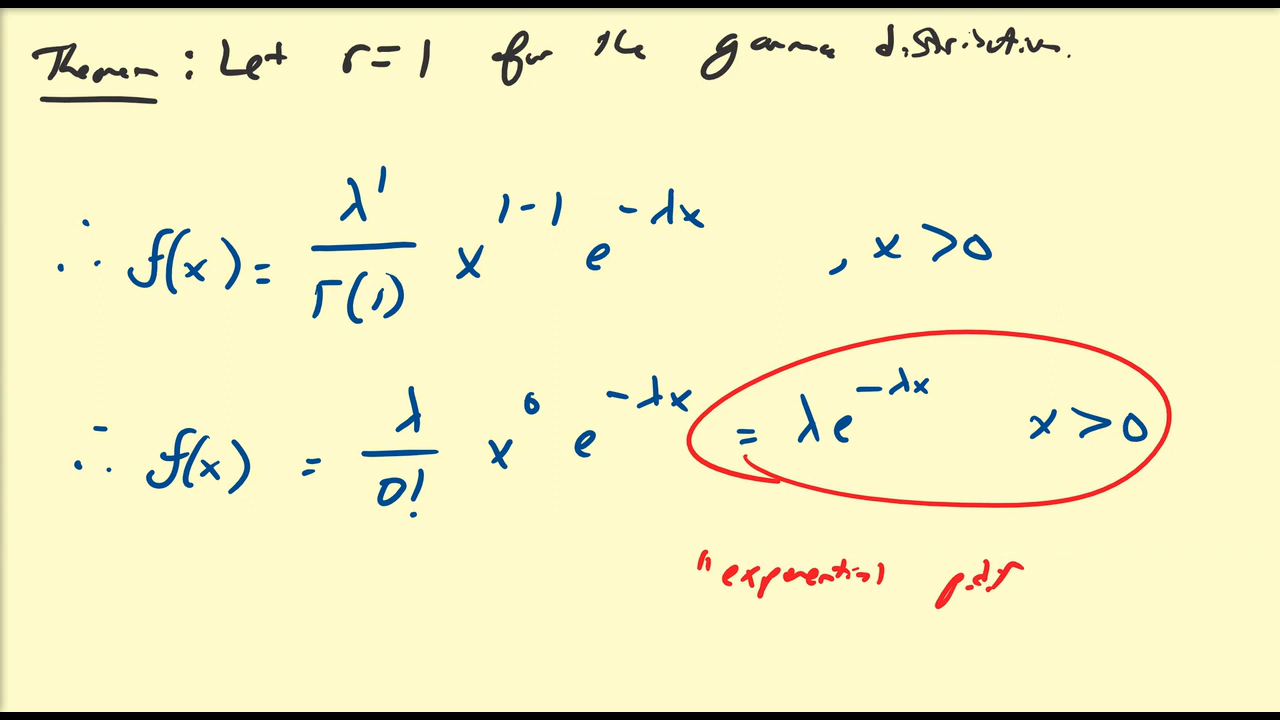 Theorem : Let r = 1 for the gamma distribution.
∴ f(x) = λ¹/Γ(1) x¹⁻¹ e^(-λx) , x > 0
∴ f(x) = λ/0! x⁰ e^(-λx) = λe^(-λx) x > 0
"exponential p.d.f